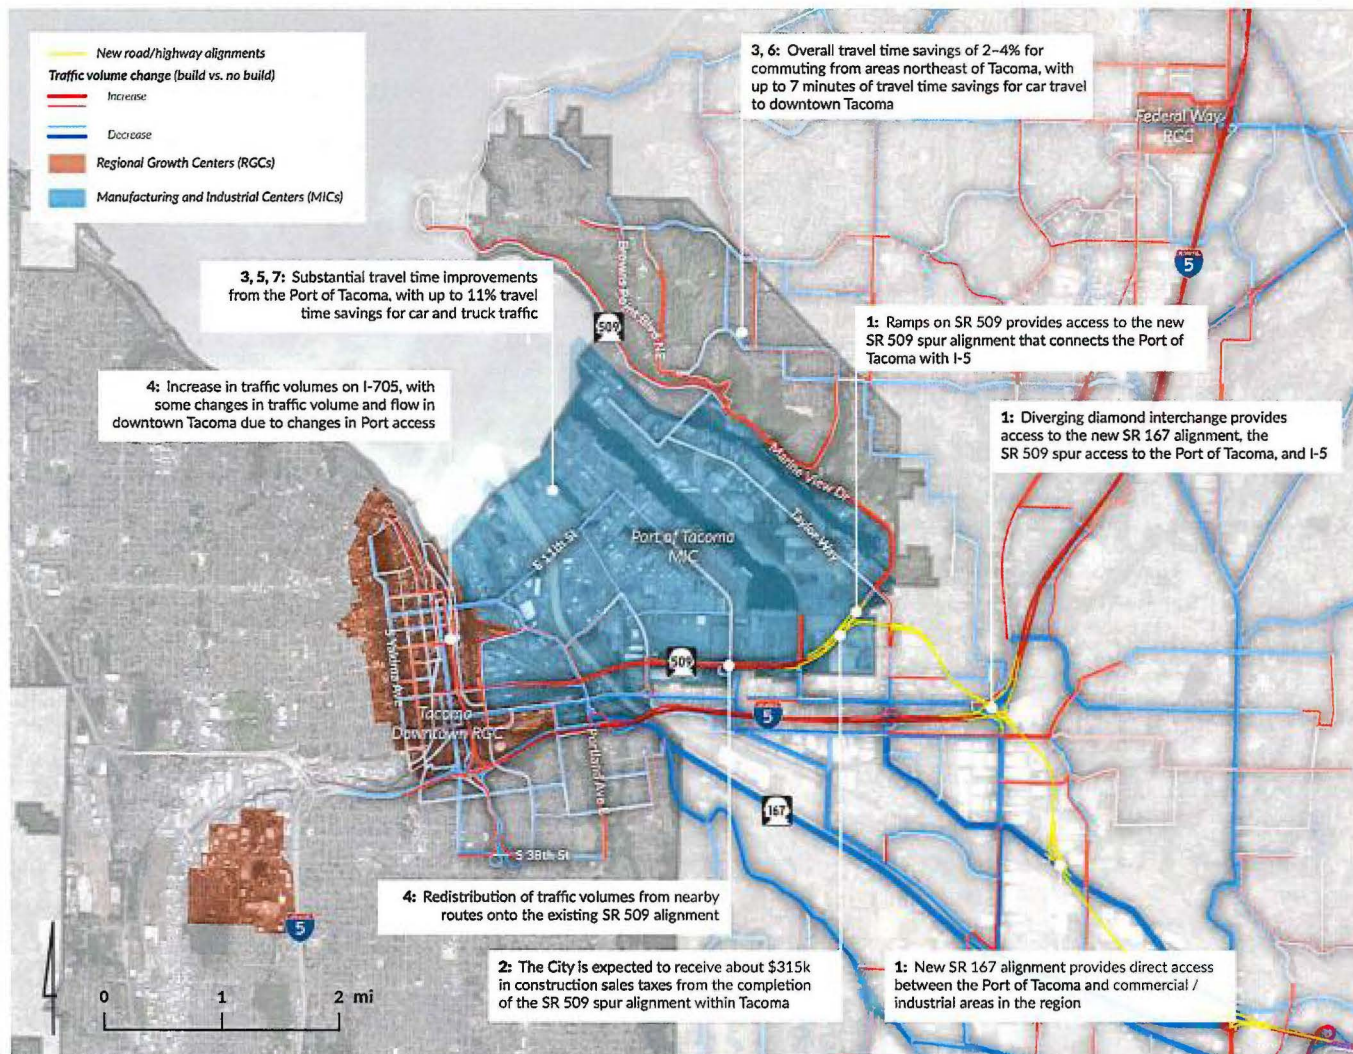 New road/highway alignments
Traffic volume change (build vs. no build)
Increase
Decrease
Regional Growth Centers (RGCs)
Manufacturing and Industrial Centers (MICs)
3, 6: Overall travel time savings of 2–4% for
commuting from areas northeast of Tacoma, with
up to 7 minutes of travel time savings for car travel
to downtown Tacoma
Federal Way
RGC
5
3, 5, 7: Substantial travel time improvements
from the Port of Tacoma, with up to 11% travel
time savings for car and truck traffic
509
Browns Point Blvd NE
1: Ramps on SR 509 provides access to the new
SR 509 spur alignment that connects the Port of
Tacoma with I-5
4: Increase in traffic volumes on I-705, with
some changes in traffic volume and flow in
downtown Tacoma due to changes in Port access
1: Diverging diamond interchange provides
access to the new SR 167 alignment, the
SR 509 spur access to the Port of Tacoma, and I-5
Marine View Dr
Taylor Way
E 11th St
Port of Tacoma
MIC
S Yakima Ave
509
Tacoma
Downtown RGC
5
Portland Ave E
167
S 38th St
4: Redistribution of traffic volumes from nearby
routes onto the existing SR 509 alignment
5
2: The City is expected to receive about $315k
in construction sales taxes from the completion
of the SR 509 spur alignment within Tacoma
1: New SR 167 alignment provides direct access
between the Port of Tacoma and commercial /
industrial areas in the region
0 1 2 mi